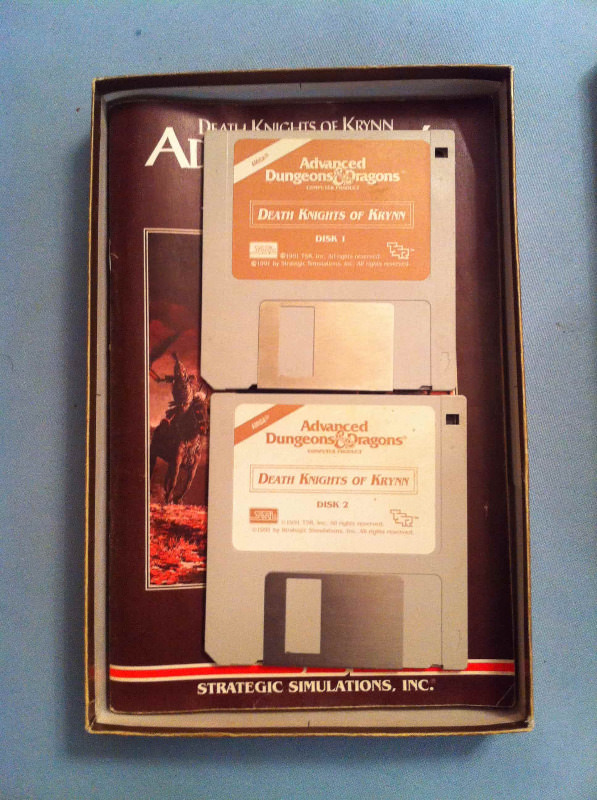 DEATH KNIGHTS OF KRYNN
AD
AMIGA®
Advanced
Dungeons & Dragons™
COMPUTER PRODUCT
DEATH KNIGHTS OF KRYNN
DISK 1
©1991 TSR, Inc. All rights reserved.
©1991 by Strategic Simulations, Inc. All rights reserved.
TSR
AMIGA®
Advanced
Dungeons & Dragons™
COMPUTER PRODUCT
DEATH KNIGHTS OF KRYNN
DISK 2
©1991 TSR, Inc. All rights reserved.
©1991 by Strategic Simulations, Inc. All rights reserved.
TSR
STRATEGIC SIMULATIONS, INC.®